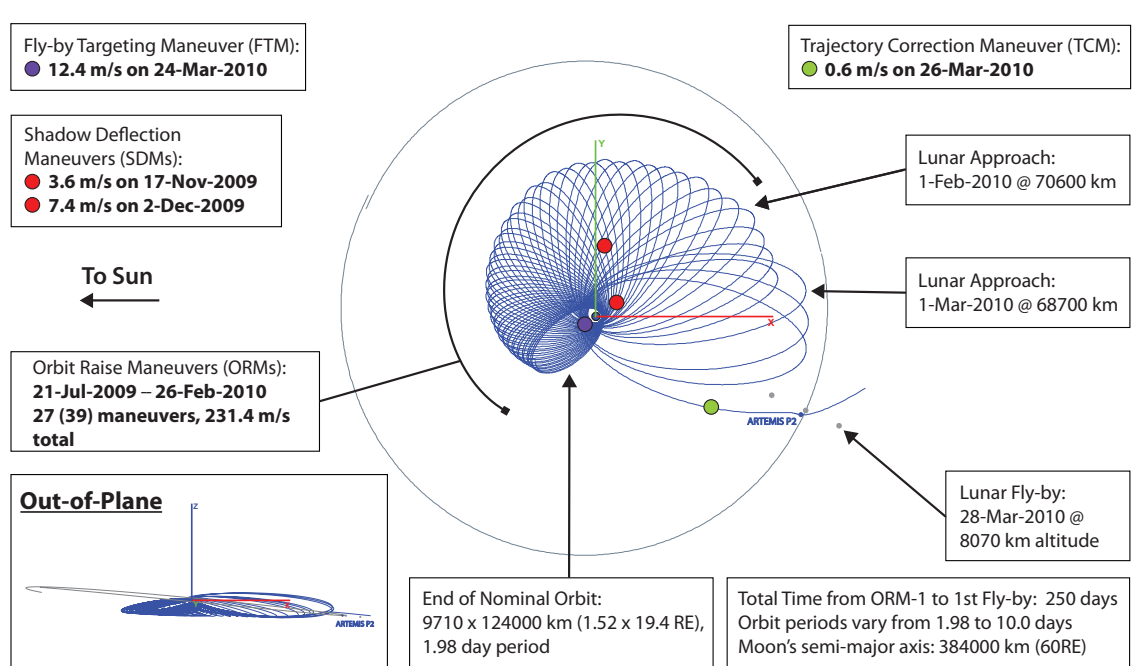 Fly-by Targeting Maneuver (FTM):
12.4 m/s on 24-Mar-2010
Trajectory Correction Maneuver (TCM):
0.6 m/s on 26-Mar-2010
Shadow Deflection
Maneuvers (SDMs):
3.6 m/s on 17-Nov-2009
7.4 m/s on 2-Dec-2009
Y
Lunar Approach:
1-Feb-2010 @ 70600 km
To Sun
Lunar Approach:
1-Mar-2010 @ 68700 km
X
Orbit Raise Maneuvers (ORMs):
21-Jul-2009 – 26-Feb-2010
27 (39) maneuvers, 231.4 m/s
total
ARTEMIS P2
Out-of-Plane
Z
X
ARTEMIS P2
Lunar Fly-by:
28-Mar-2010 @
8070 km altitude
End of Nominal Orbit:
9710 x 124000 km (1.52 x 19.4 RE),
1.98 day period
Total Time from ORM-1 to 1st Fly-by: 250 days
Orbit periods vary from 1.98 to 10.0 days
Moon's semi-major axis: 384000 km (60RE)